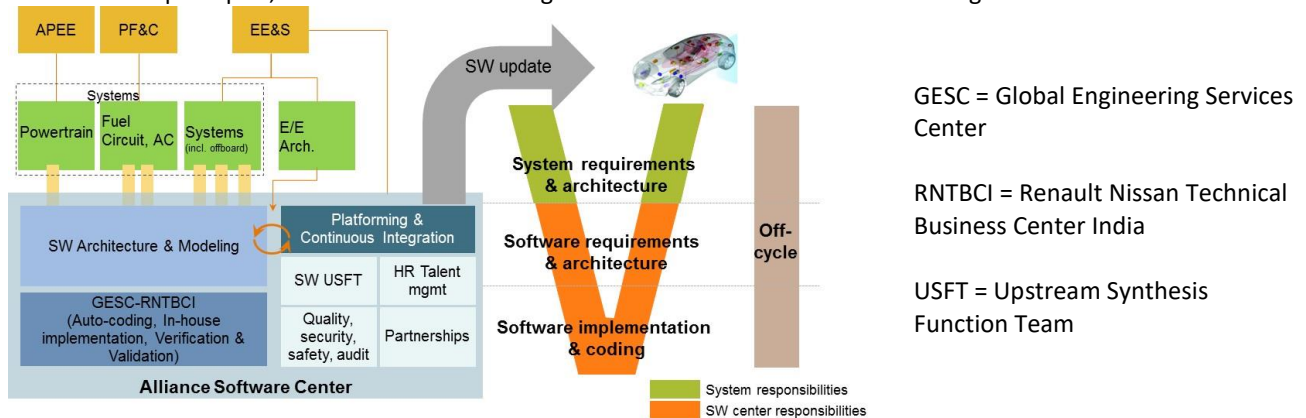 APEE
PF&C
EE&S
SW update
Systems
Powertrain
Fuel
Circuit, AC
Systems
(incl. offboard)
E/E
Arch.
SW Architecture & Modeling
Platforming &
Continuous Integration
SW USFT
HR Talent
mgmt
GESC-RNTBCI
(Auto-coding, In-house
implementation, Verification &
Validation)
Quality,
security,
safety, audit
Partnerships
Alliance Software Center
System requirements
& architecture
Software requirements
& architecture
Software implementation
& coding
Off-
cycle
System responsibilities
SW center responsibilities
GESC = Global Engineering Services
Center
RNTBCI = Renault Nissan Technical
Business Center India
USFT = Upstream Synthesis
Function Team